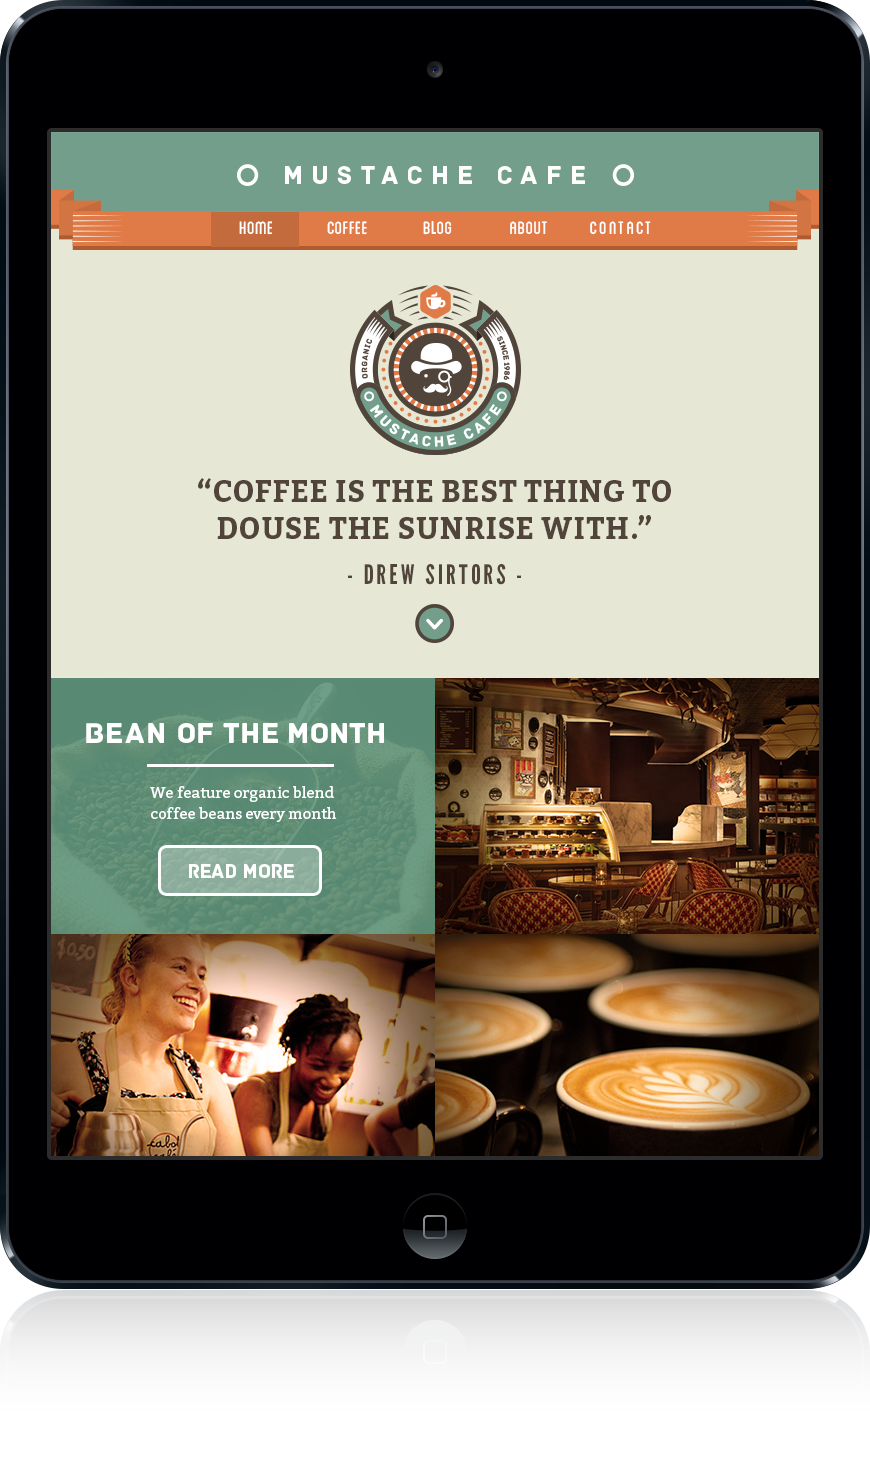 MUSTACHE CAFE
HOME COFFEE BLOG ABOUT CONTACT
ORGANIC
SINCE 1986
MUSTACHE CAFE
“COFFEE IS THE BEST THING TO
DOUSE THE SUNRISE WITH.”
- DREW SIRTORS -
BEAN OF THE MONTH
We feature organic blend
coffee beans every month
READ MORE
$0.50